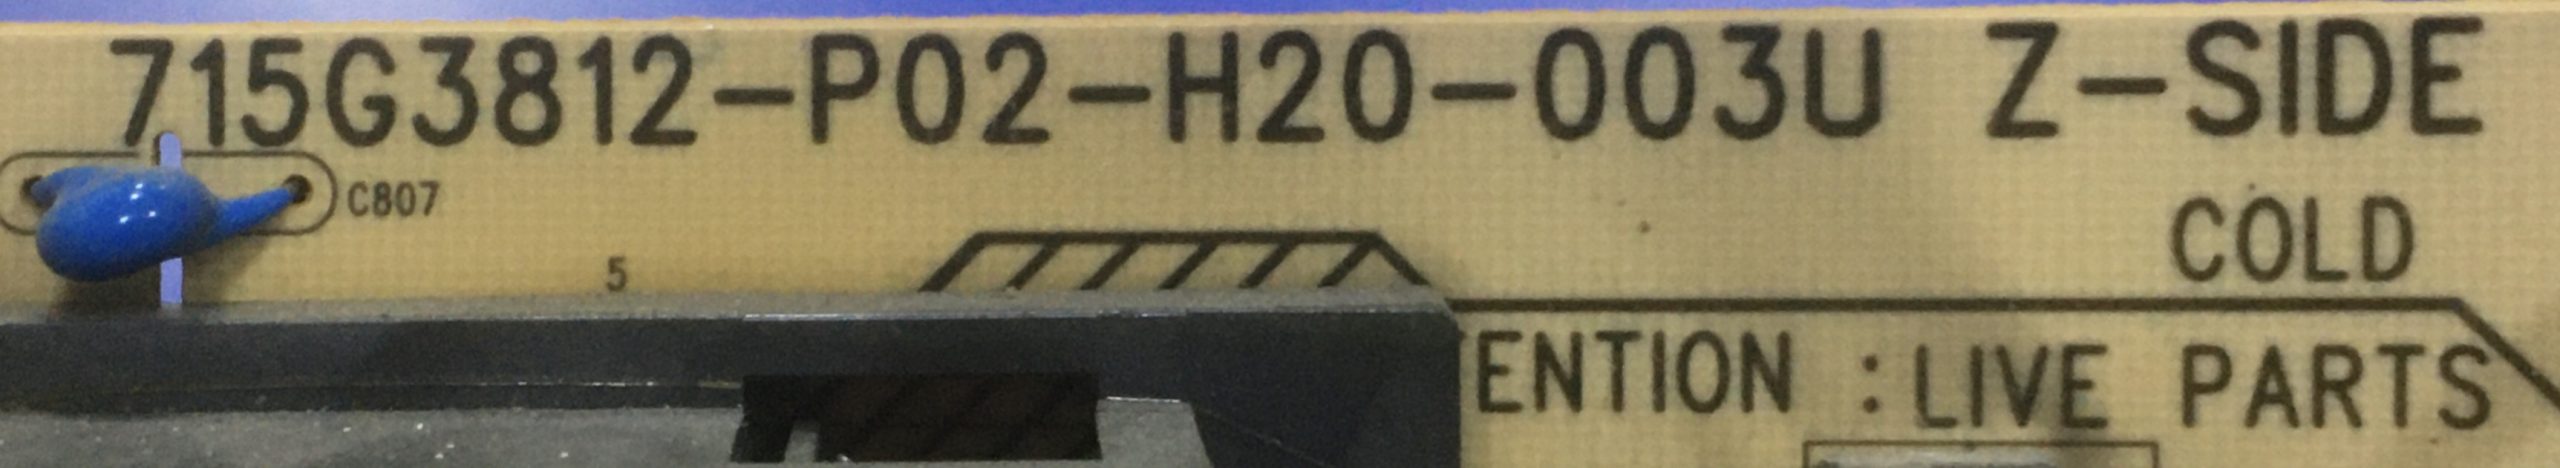 715G3812-P02-H20-003U Z-SIDE
C807
COLD
5
ENTION : LIVE PARTS